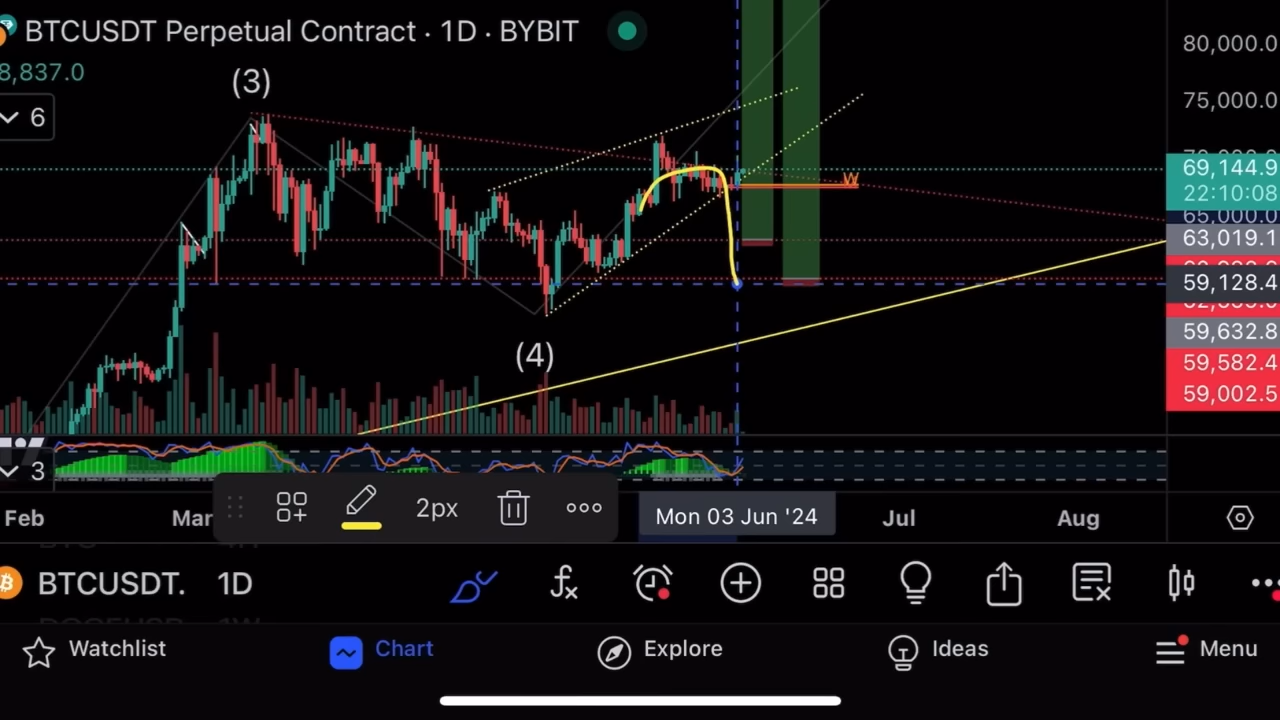 BTCUSDT Perpetual Contract · 1D · BYBIT
8,837.0
(3)
6
80,000.0
75,000.0
69,144.9
22:10:08
W
65,000.0
63,019.1
59,128.4
59,632.8
59,582.4
59,002.5
(4)
3
2px
Feb
Mar
Mon 03 Jun '24
Jul
Aug
BTCUSDT. 1D
Watchlist
Chart
Explore
Ideas
Menu